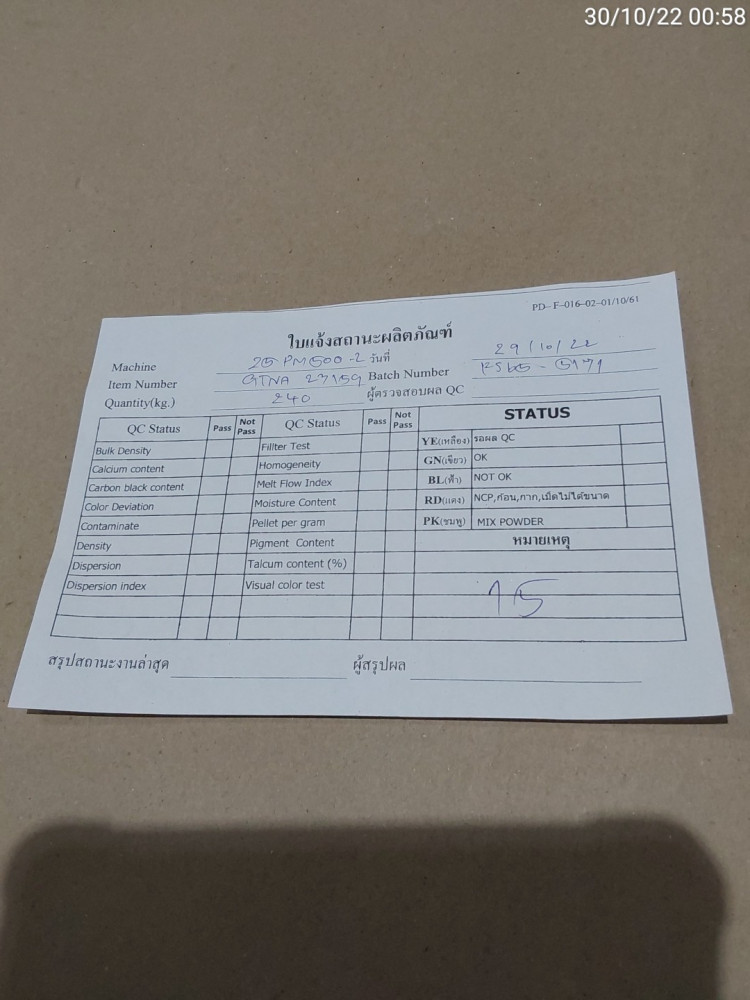 30/10/22 00:58
PD-F-016-02-01/10/61
ใบแจ้งสถานะผลิตภัณฑ์
Machine 25 PM500-2 วันที่ 29/10/22
Item Number Batch Number
Quantity(kg.) 240 ผู้ตรวจสอบผล QC
QC Status Pass Not Pass QC Status Pass Not Pass STATUS
Bulk Density Fillter Test YE(เหลือง) รอผล QC
Calcium content Homogeneity GN(เขียว) OK
Carbon black content Melt Flow Index BL(ฟ้า) NOT OK
Color Deviation Moisture Content RD(แดง) NCP,ก้อน,กาก,เม็ดไม่ได้ขนาด
Contaminate Pellet per gram PK(ชมพู) MIX POWDER
Density Pigment Content หมายเหตุ
Dispersion Talcum content (%)
Dispersion index Visual color test 15
สรุปสถานะงานล่าสุด ผู้สรุปผล